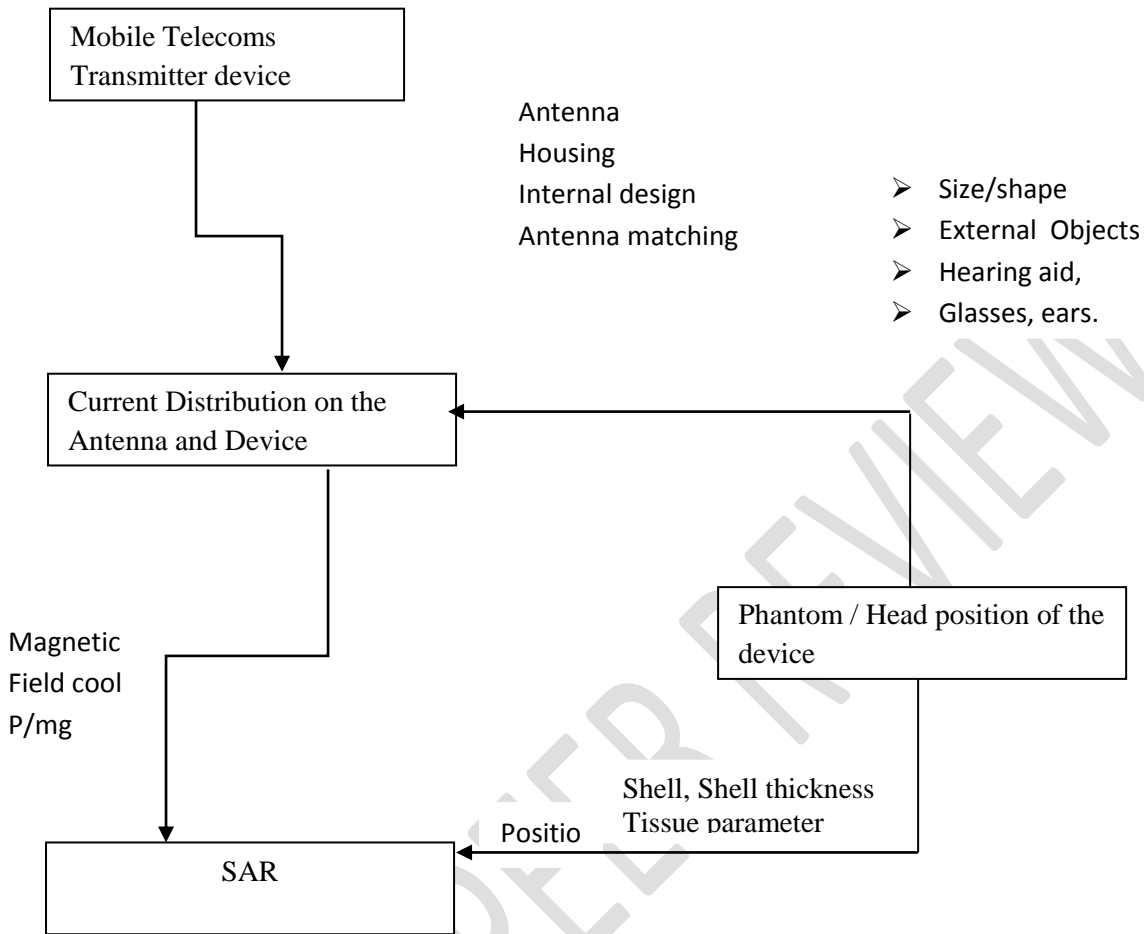 Mobile Telecoms
Transmitter device
Antenna
Housing
Internal design
Antenna matching
➢ Size/shape
➢ External Objects
➢ Hearing aid,
➢ Glasses, ears.
Current Distribution on the
Antenna and Device
Phantom / Head position of the
device
Magnetic
Field cool
P/mg
Shell, Shell thickness
Tissue parameter
Positio
SAR
PEER REVIEW